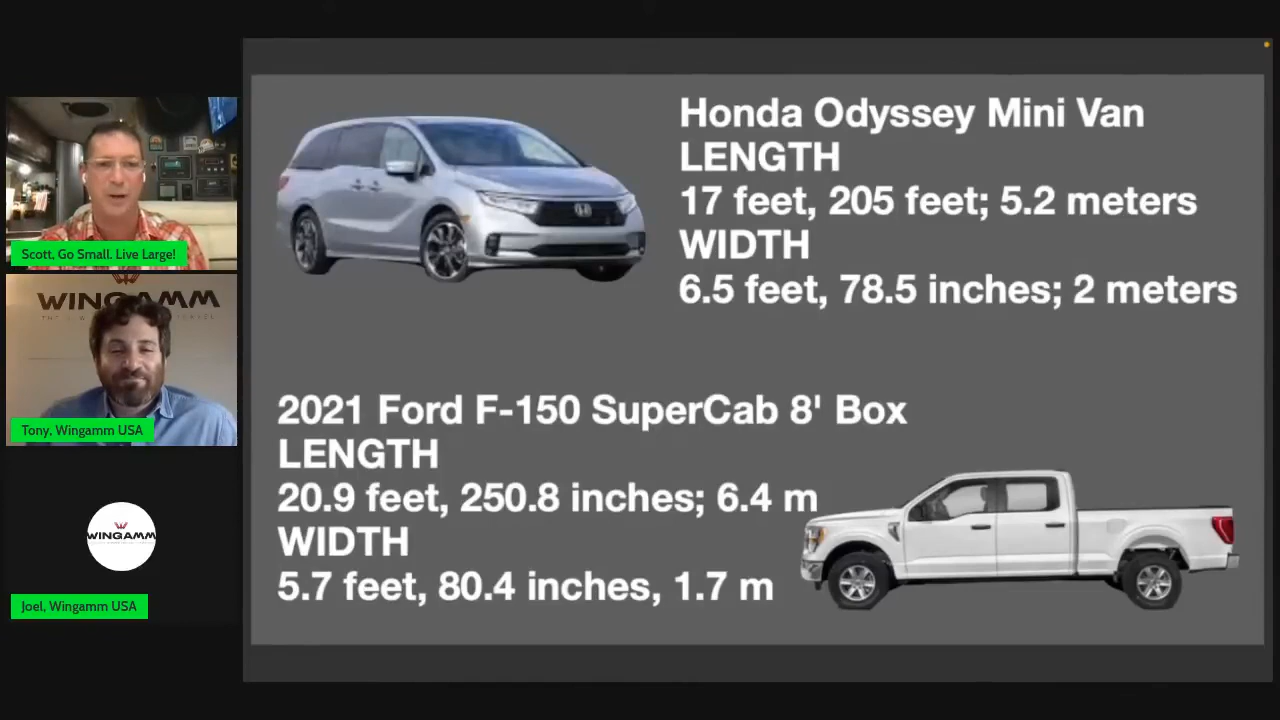 Honda Odyssey Mini Van
LENGTH
17 feet, 205 feet; 5.2 meters
WIDTH
6.5 feet, 78.5 inches; 2 meters
2021 Ford F-150 SuperCab 8' Box
LENGTH
20.9 feet, 250.8 inches; 6.4 m
WIDTH
5.7 feet, 80.4 inches, 1.7 m
Scott, Go Small. Live Large!
WINGAMM
Tony, Wingamm USA
WINGAMM
Joel, Wingamm USA